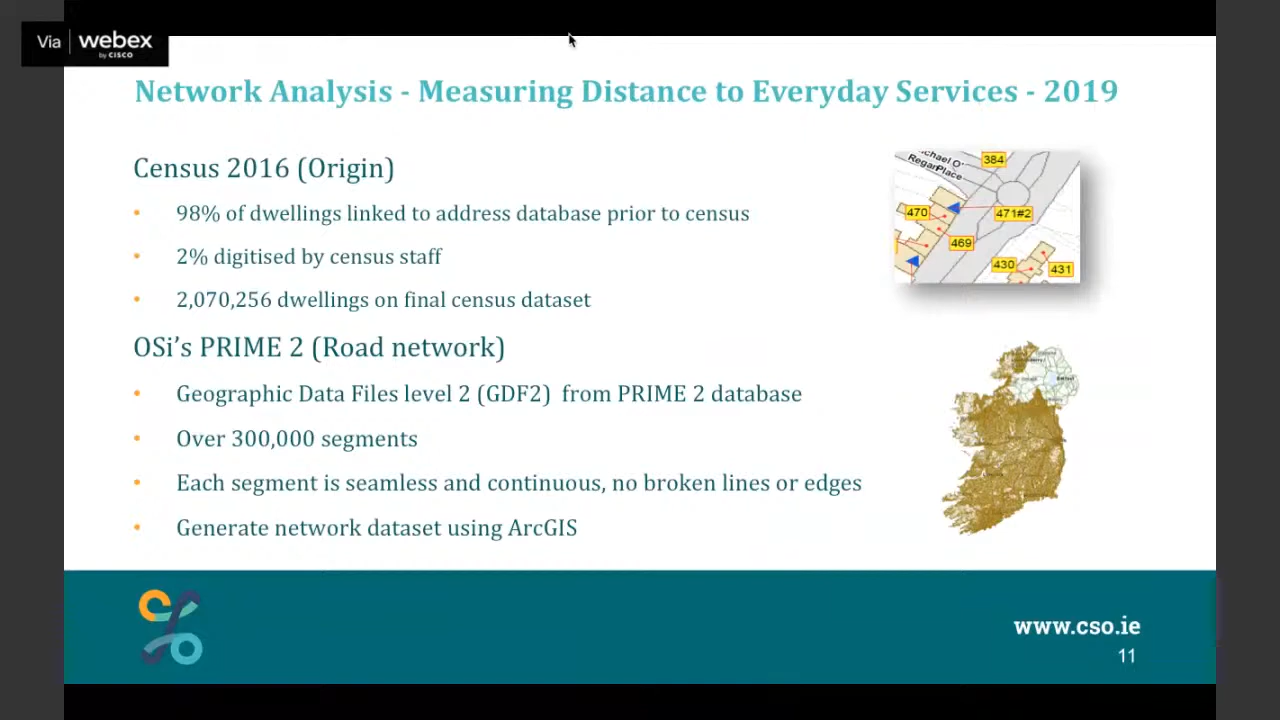 Via webex
by CISCO
Network Analysis - Measuring Distance to Everyday Services - 2019
Census 2016 (Origin)
• 98% of dwellings linked to address database prior to census
• 2% digitised by census staff
• 2,070,256 dwellings on final census dataset
384
470
471#2
469
430
431
OSi’s PRIME 2 (Road network)
• Geographic Data Files level 2 (GDF2) from PRIME 2 database
• Over 300,000 segments
• Each segment is seamless and continuous, no broken lines or edges
• Generate network dataset using ArcGIS
www.cso.ie
11